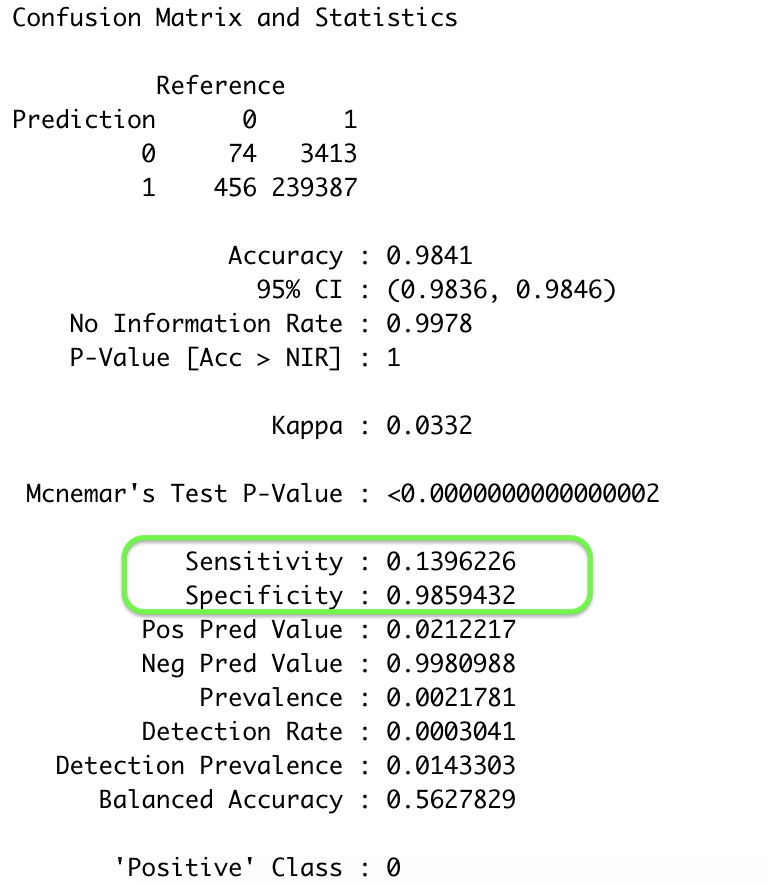 Confusion Matrix and Statistics
Reference
Prediction 0 1
0 74 3413
1 456 239387
Accuracy : 0.9841
95% CI : (0.9836, 0.9846)
No Information Rate : 0.9978
P-Value [Acc > NIR] : 1
Kappa : 0.0332
Mcnemar's Test P-Value : <0.0000000000000002
Sensitivity : 0.1396226
Specificity : 0.9859432
Pos Pred Value : 0.0212217
Neg Pred Value : 0.9980988
Prevalence : 0.0021781
Detection Rate : 0.0003041
Detection Prevalence : 0.0143303
Balanced Accuracy : 0.5627829
'Positive' Class : 0